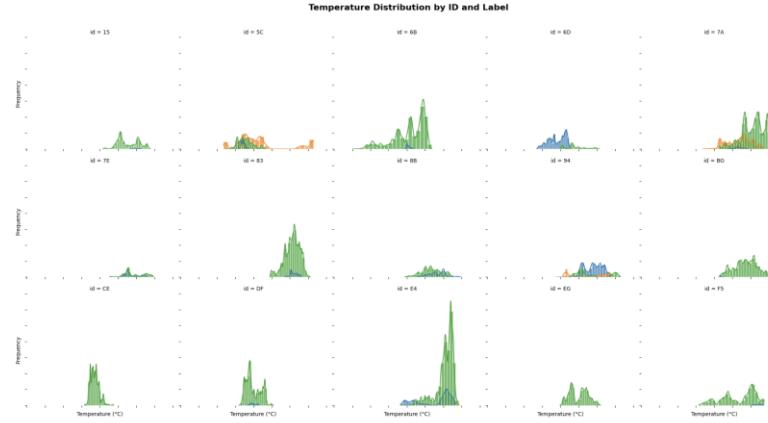 Temperature Distribution by ID and Label
id = 15
id = 5C
id = 6B
id = 6D
id = 7A
Frequency
id = 7E
id = 83
id = 8B
id = 94
id = B0
Frequency
id = CE
id = DF
id = E4
id = EG
id = F5
Frequency
Temperature (°C)
Temperature (°C)
Temperature (°C)
Temperature (°C)
Temperature (°C)